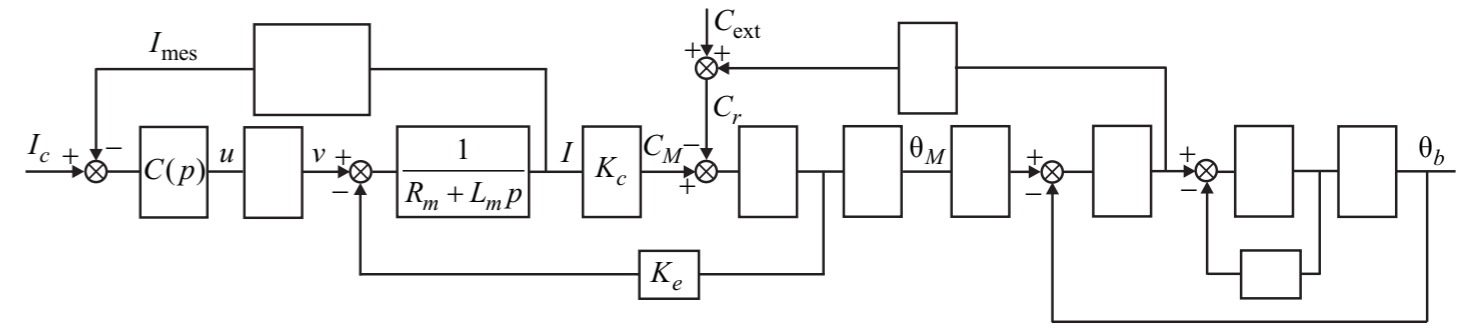 C_ext
+ +
I_mes
C_r
I_c + −
C(p)
u
v + −
1
R_m + L_m p
I
K_c
C_M − +
θ_M
+ −
+ −
θ_b
K_e